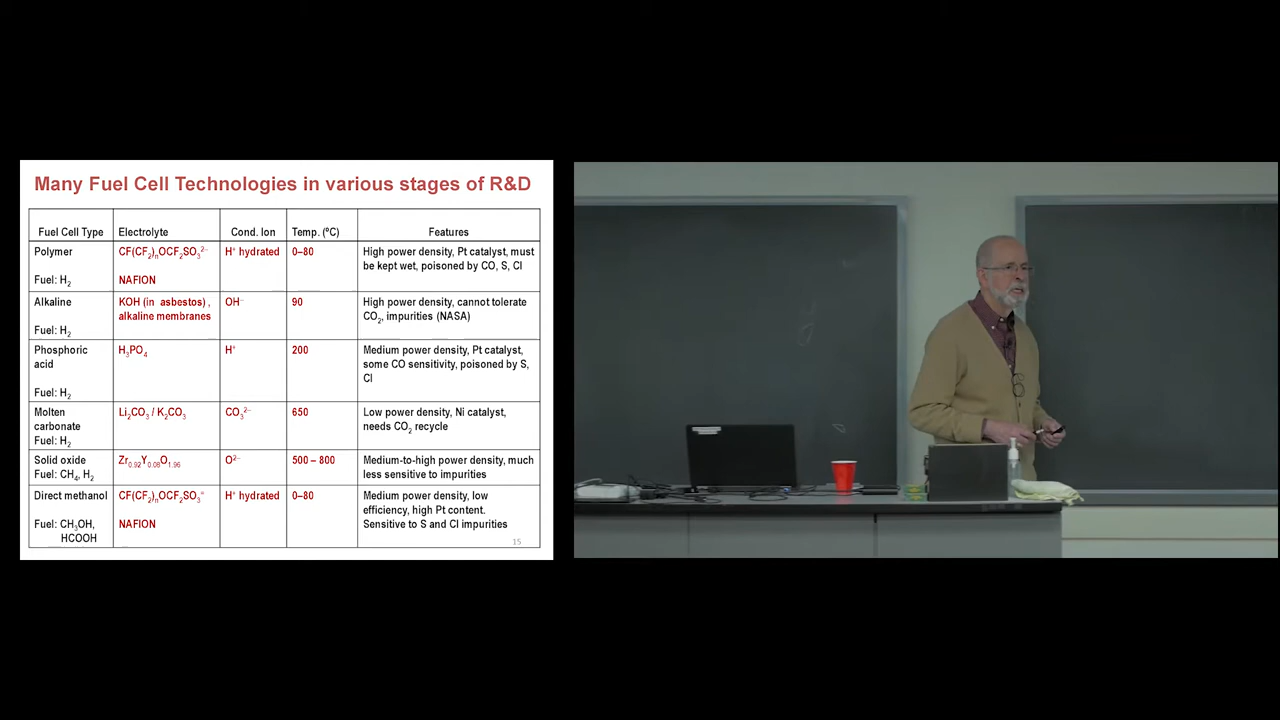 Many Fuel Cell Technologies in various stages of R&D
Fuel Cell Type Electrolyte Cond. Ion Temp. (°C) Features
Polymer
Fuel: H₂
CF(CF₂)ₙOCF₂SO₃²⁻
NAFION
H⁺ hydrated
0–80
High power density, Pt catalyst, must
be kept wet, poisoned by CO, S, Cl
Alkaline
Fuel: H₂
KOH (in asbestos) ,
alkaline membranes
OH⁻
90
High power density, cannot tolerate
CO₂, impurities (NASA)
Phosphoric
acid
Fuel: H₂
H₃PO₄
H⁺
200
Medium power density, Pt catalyst,
some CO sensitivity, poisoned by S,
Cl
Molten
carbonate
Fuel: H₂
Li₂CO₃ / K₂CO₃
CO₃²⁻
650
Low power density, Ni catalyst,
needs CO₂ recycle
Solid oxide
Fuel: CH₄, H₂
Zr₀.₉₂Y₀.₀₈O₁.₉₆
O²⁻
500 – 800
Medium-to-high power density, much
less sensitive to impurities
Direct methanol
Fuel: CH₃OH,
HCOOH
CF(CF₂)ₙOCF₂SO₃⁼
NAFION
H⁺ hydrated
0–80
Medium power density, low
efficiency, high Pt content.
Sensitive to S and Cl impurities
15